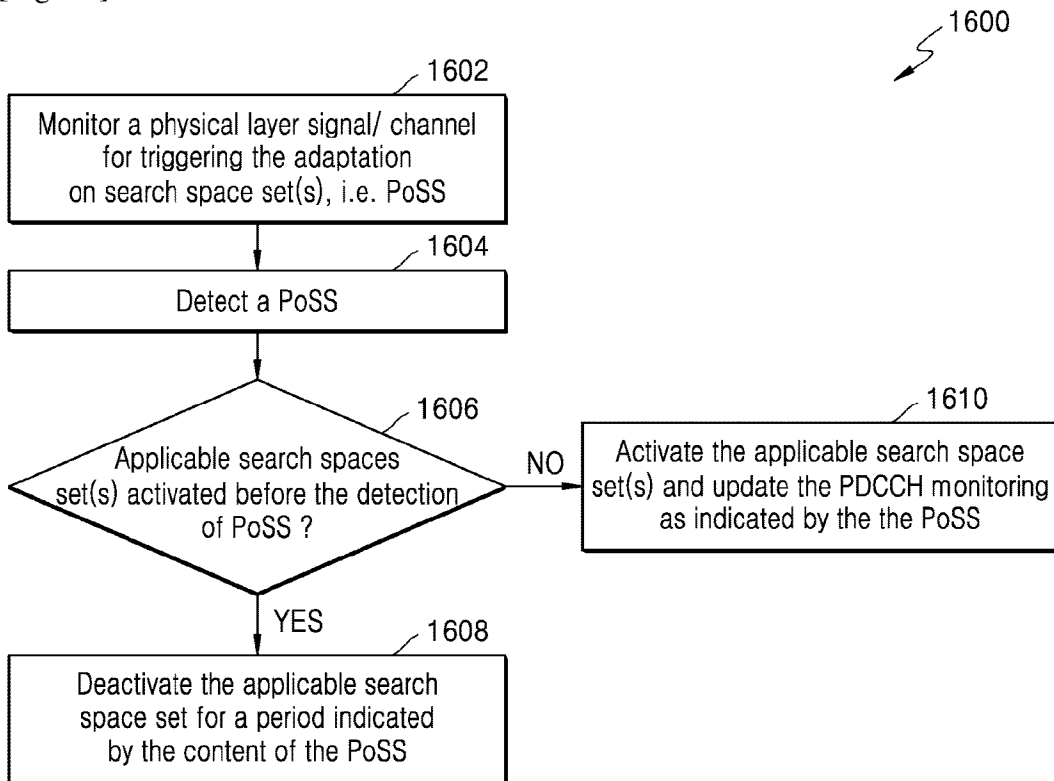 1600
1602
Monitor a physical layer signal/ channel
for triggering the adaptation
on search space set(s), i.e. PoSS
1604
Detect a PoSS
1606
Applicable search spaces
set(s) activated before the detection
of PoSS ?
NO
1610
Activate the applicable search space
set(s) and update the PDCCH monitoring
as indicated by the the PoSS
YES
1608
Deactivate the applicable search
space set for a period indicated
by the content of the PoSS